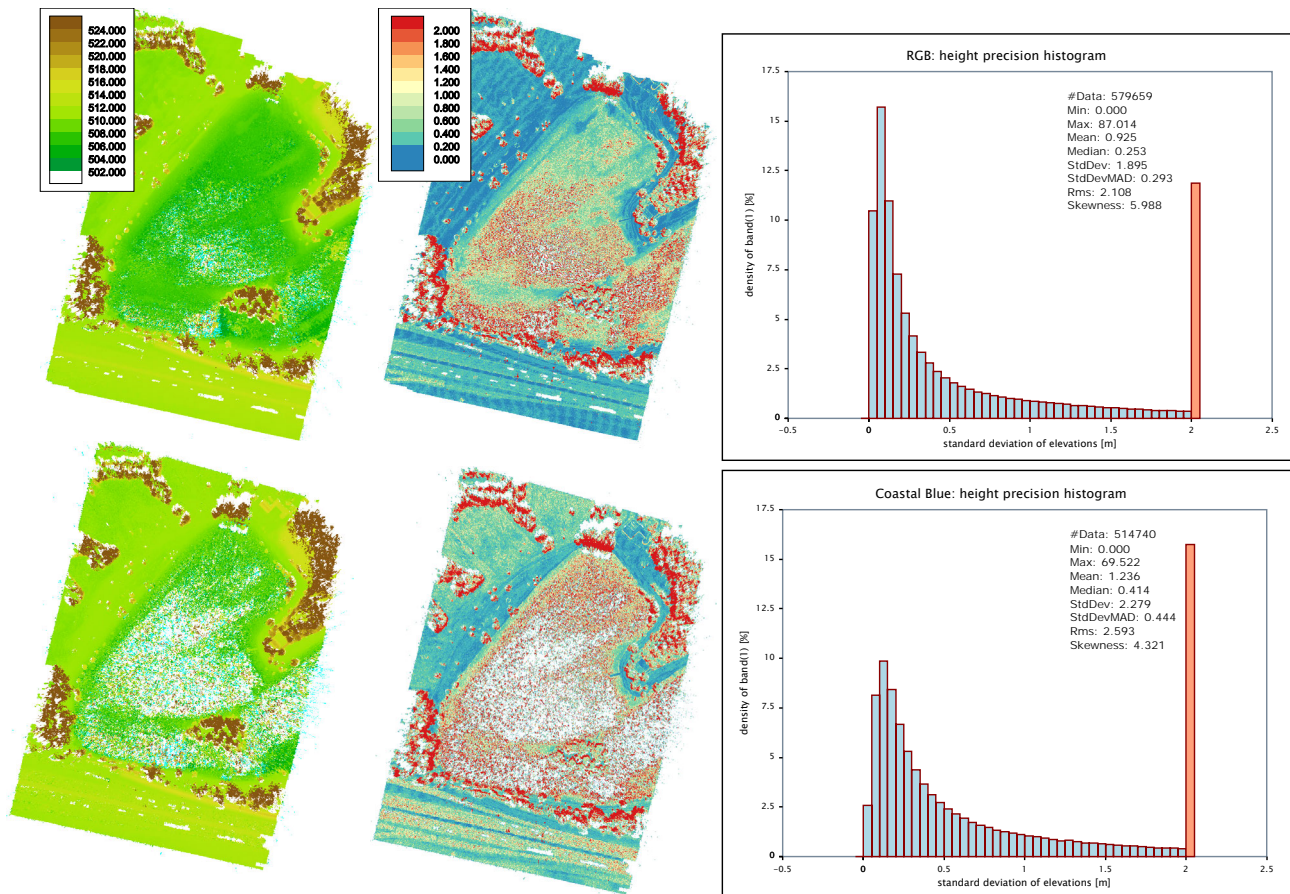 524.000
522.000
520.000
518.000
516.000
514.000
512.000
510.000
508.000
506.000
504.000
502.000
2.000
1.800
1.600
1.400
1.200
1.000
0.800
0.600
0.400
0.200
0.000
RGB: height precision histogram
17.5
15
12.5
10
7.5
5
2.5
0
density of band(1) [%]
#Data: 579659
Min: 0.000
Max: 87.014
Mean: 0.925
Median: 0.253
StdDev: 1.895
StdDevMAD: 0.293
Rms: 2.108
Skewness: 5.988
−0.5 0 0.5 1 1.5 2 2.5
standard deviation of elevations [m]
Coastal Blue: height precision histogram
17.5
15
12.5
10
7.5
5
2.5
0
density of band(1) [%]
#Data: 514740
Min: 0.000
Max: 69.522
Mean: 1.236
Median: 0.414
StdDev: 2.279
StdDevMAD: 0.444
Rms: 2.593
Skewness: 4.321
−0.5 0 0.5 1 1.5 2 2.5
standard deviation of elevations [m]